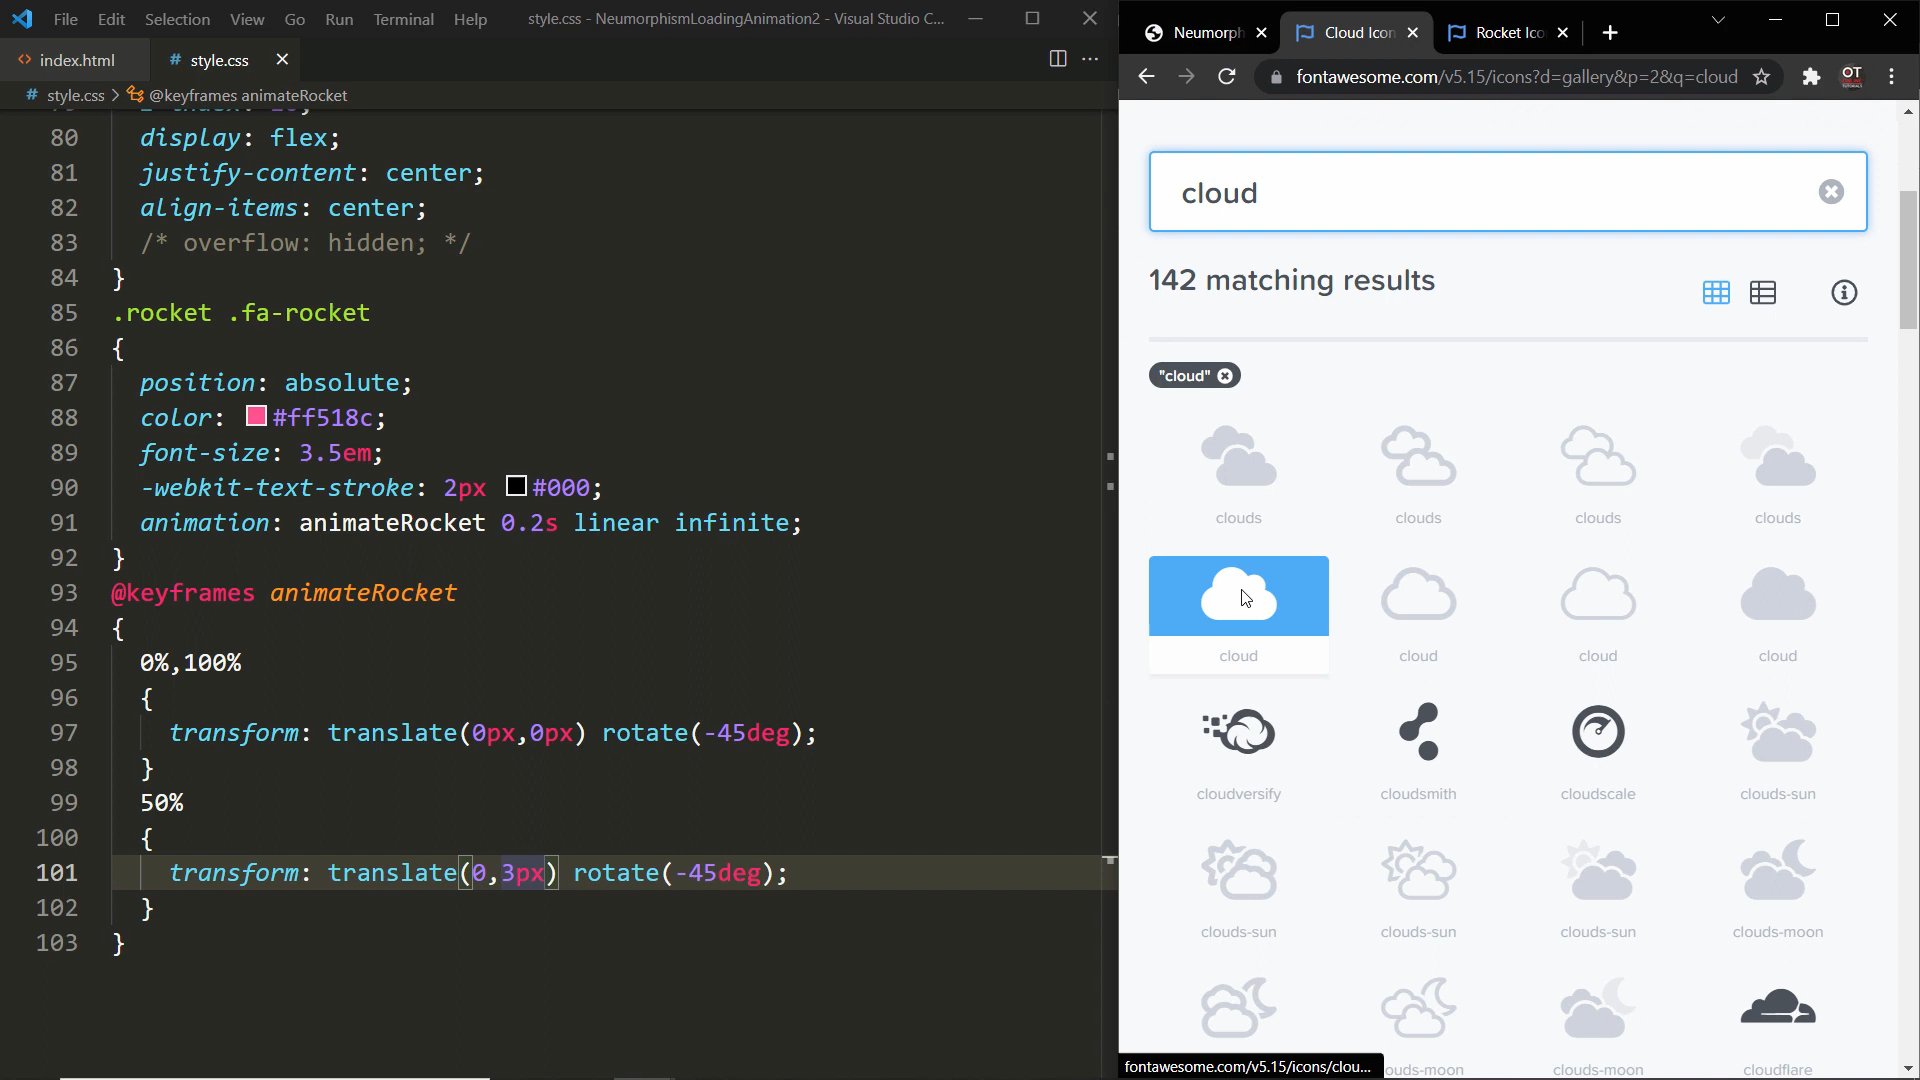 File Edit Selection View Go Run Terminal Help style.css - NeumorphismLoadingAnimation2 - Visual Studio C...
index.html style.css
style.css > @keyframes animateRocket
80 display: flex;
81 justify-content: center;
82 align-items: center;
83 /* overflow: hidden; */
84 }
85 .rocket .fa-rocket
86 {
87 position: absolute;
88 color: #ff518c;
89 font-size: 3.5em;
90 -webkit-text-stroke: 2px #000;
91 animation: animateRocket 0.2s linear infinite;
92 }
93 @keyframes animateRocket
94 {
95 0%,100%
96 {
97 transform: translate(0px,0px) rotate(-45deg);
98 }
99 50%
100 {
101 transform: translate(0,3px) rotate(-45deg);
102 }
103 }
Neumorph Cloud Icon Rocket Ico
fontawesome.com/v5.15/icons?d=gallery&p=2&q=cloud OT
cloud
142 matching results
"cloud"
clouds clouds clouds clouds
cloud cloud cloud cloud
cloudversify cloudsmith cloudscale clouds-sun
clouds-sun clouds-sun clouds-sun clouds-moon
fontawesome.com/v5.15/icons/clou... ouds-moon clouds-moon cloudflare